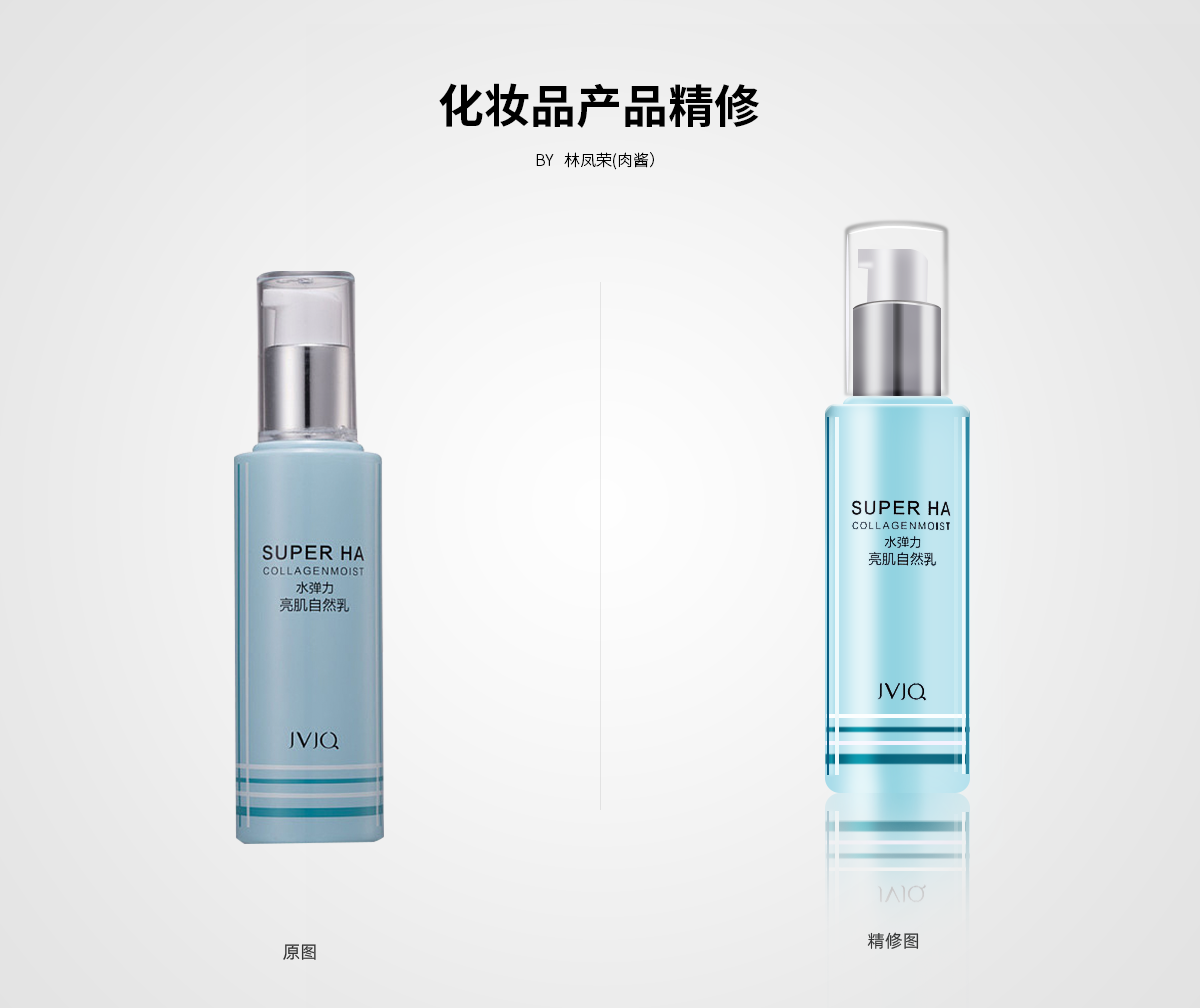 化妆品产品精修
BY 林凤荣(肉酱)
SUPER HA
COLLAGENMOIST
水弹力
亮肌自然乳
JVJQ
原图
SUPER HA
COLLAGENMOIST
水弹力
亮肌自然乳
JVJQ
精修图